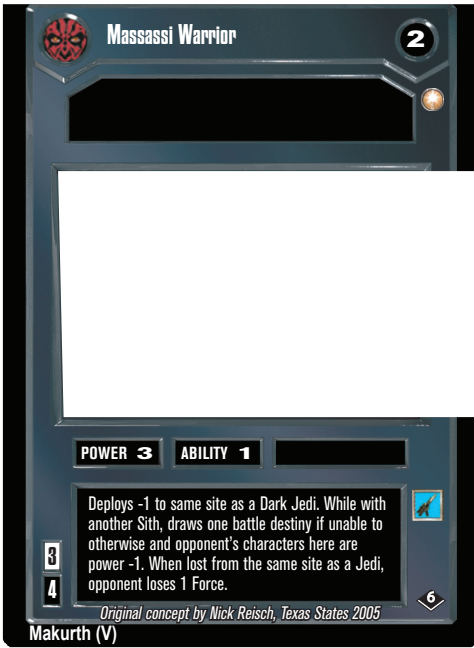 Massassi Warrior
2
POWER 3
ABILITY 1
Deploys -1 to same site as a Dark Jedi. While with
another Sith, draws one battle destiny if unable to
otherwise and opponent's characters here are
power -1. When lost from the same site as a Jedi,
opponent loses 1 Force.
3
4
6
Original concept by Nick Reisch, Texas States 2005
Makurth (V)